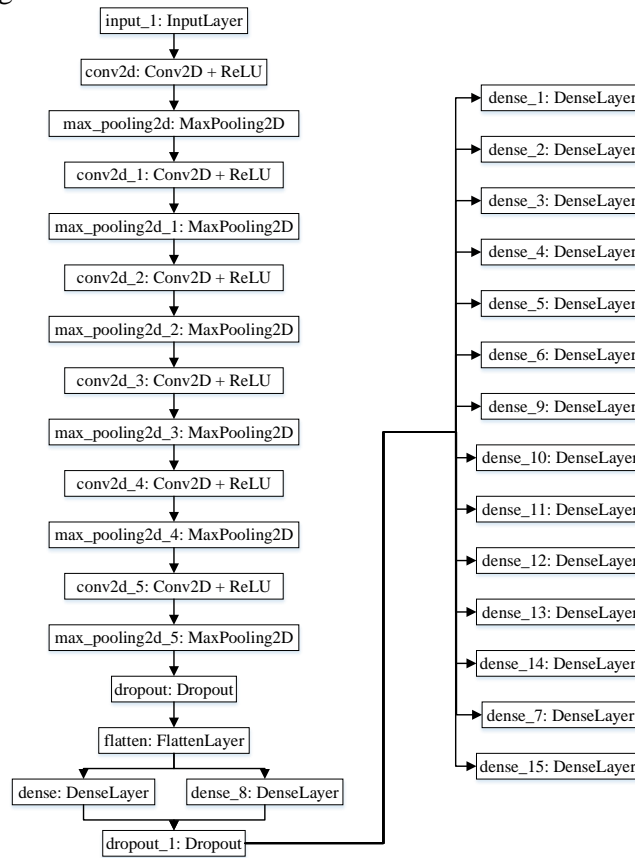 input_1: InputLayer
conv2d: Conv2D + ReLU
max_pooling2d: MaxPooling2D
conv2d_1: Conv2D + ReLU
max_pooling2d_1: MaxPooling2D
conv2d_2: Conv2D + ReLU
max_pooling2d_2: MaxPooling2D
conv2d_3: Conv2D + ReLU
max_pooling2d_3: MaxPooling2D
conv2d_4: Conv2D + ReLU
max_pooling2d_4: MaxPooling2D
conv2d_5: Conv2D + ReLU
max_pooling2d_5: MaxPooling2D
dropout: Dropout
flatten: FlattenLayer
dense: DenseLayer
dense_8: DenseLayer
dropout_1: Dropout
dense_1: DenseLayer
dense_2: DenseLayer
dense_3: DenseLayer
dense_4: DenseLayer
dense_5: DenseLayer
dense_6: DenseLayer
dense_9: DenseLayer
dense_10: DenseLayer
dense_11: DenseLayer
dense_12: DenseLayer
dense_13: DenseLayer
dense_14: DenseLayer
dense_7: DenseLayer
dense_15: DenseLayer